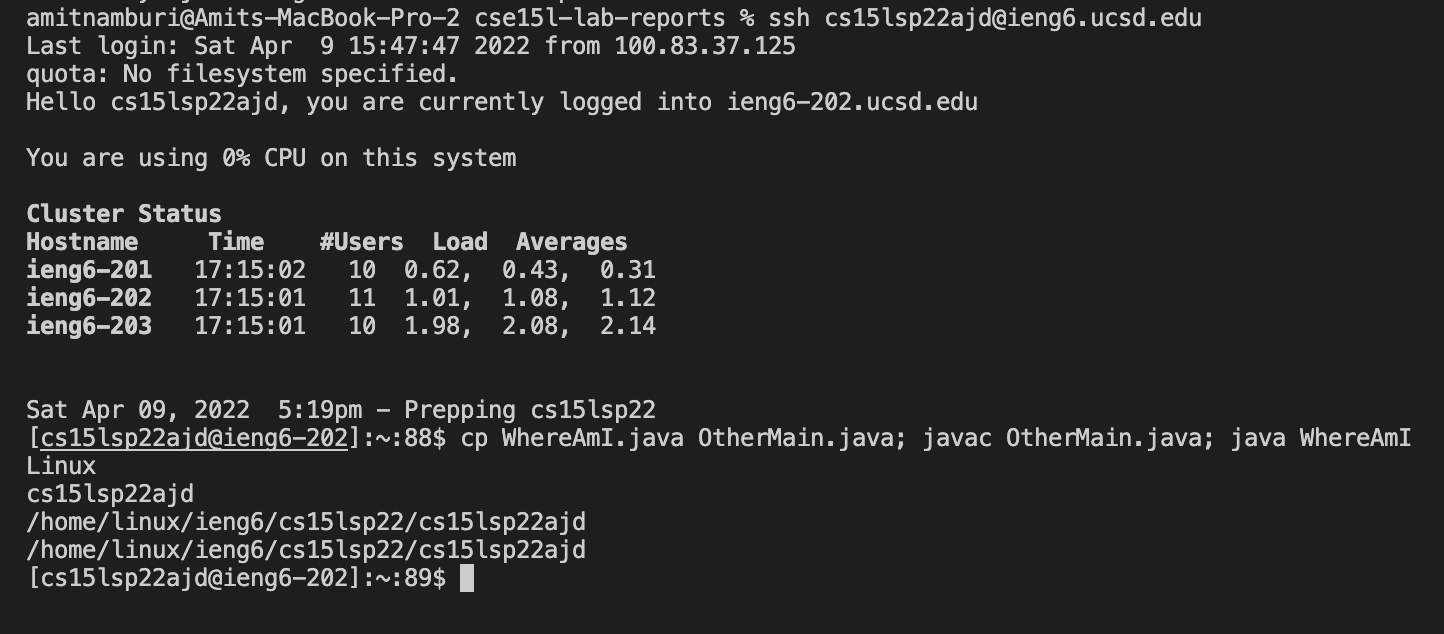 amitnamburi@Amits-MacBook-Pro-2 cse15l-lab-reports % ssh cs15lsp22ajd@ieng6.ucsd.edu
Last login: Sat Apr  9 15:47:47 2022 from 100.83.37.125
quota: No filesystem specified.
Hello cs15lsp22ajd, you are currently logged into ieng6-202.ucsd.edu
You are using 0% CPU on this system
Cluster Status
Hostname     Time    #Users  Load  Averages
ieng6-201   17:15:02   10  0.62,  0.43,  0.31
ieng6-202   17:15:01   11  1.01,  1.08,  1.12
ieng6-203   17:15:01   10  1.98,  2.08,  2.14
Sat Apr 09, 2022  5:19pm - Prepping cs15lsp22
[cs15lsp22ajd@ieng6-202]:~:88$ cp WhereAmI.java OtherMain.java; javac OtherMain.java; java WhereAmI
Linux
cs15lsp22ajd
/home/linux/ieng6/cs15lsp22/cs15lsp22ajd
/home/linux/ieng6/cs15lsp22/cs15lsp22ajd
[cs15lsp22ajd@ieng6-202]:~:89$